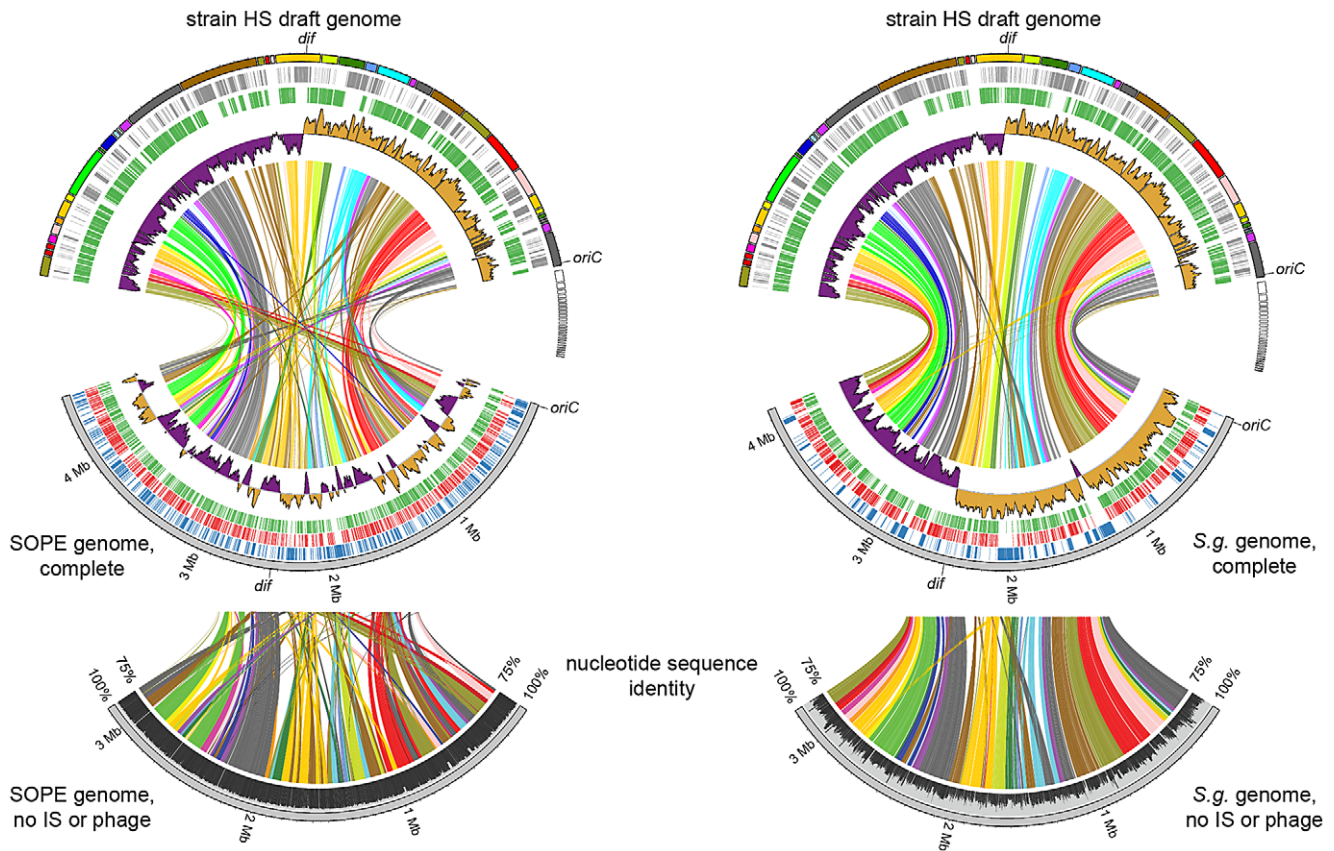 strain HS draft genome
dif
oriC
oriC
4 Mb
3 Mb
2 Mb
1 Mb
dif
SOPE genome,
complete
strain HS draft genome
dif
oriC
oriC
4 Mb
3 Mb
2 Mb
1 Mb
dif
S.g. genome,
complete
nucleotide sequence
identity
100%
75%
75%
100%
3 Mb
2 Mb
1 Mb
SOPE genome,
no IS or phage
100%
75%
75%
100%
3 Mb
2 Mb
1 Mb
S.g. genome,
no IS or phage